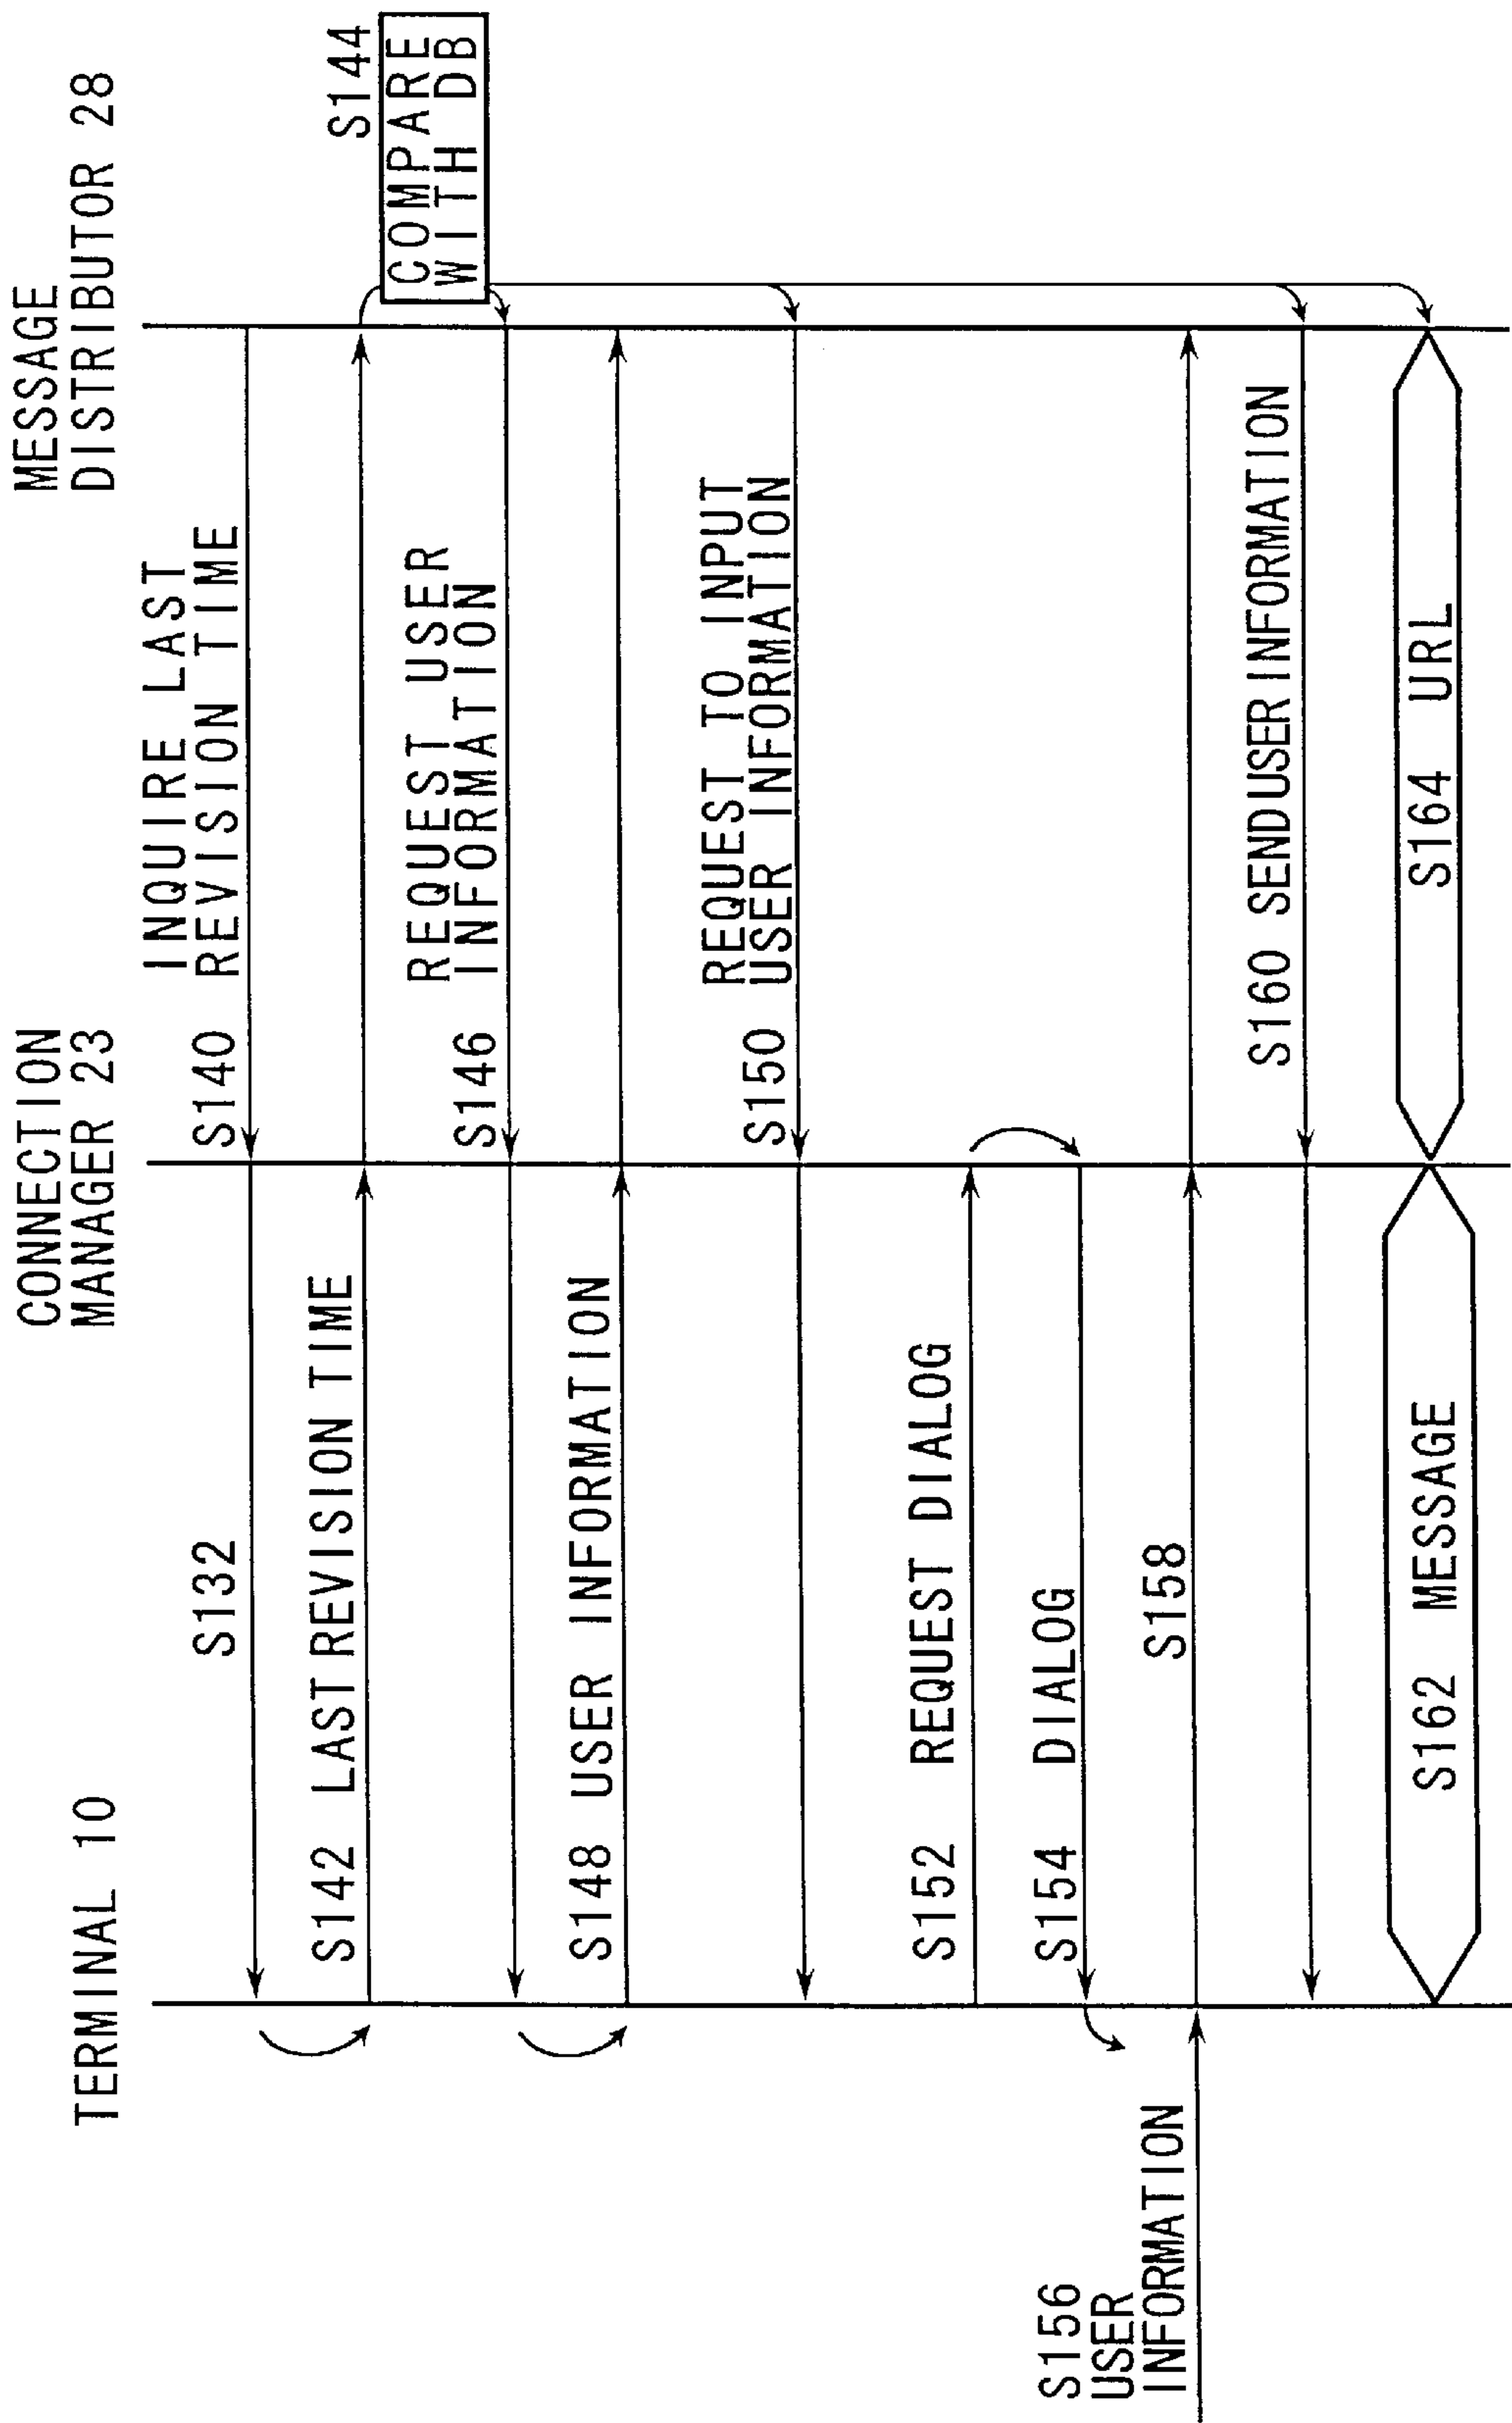 TERMINAL 10
CONNECTION
MANAGER 23
MESSAGE
DISTRIBUTOR 28
S132
INQUIRE LAST
S140 REVISION TIME
S142 LASTREVISION TIME
S144
COMPARE
WITH DB
REQUEST USER
S146 INFORMATION
S148 USER INFORMATION
REQUEST TO INPUT
S150 USER INFORMATION
S152 REQUEST DIALOG
S154 DIALOG
S156
USER
INFORMATION
S158
S160 SENDUSERINFORMATION
S162 MESSAGE
S164 URL